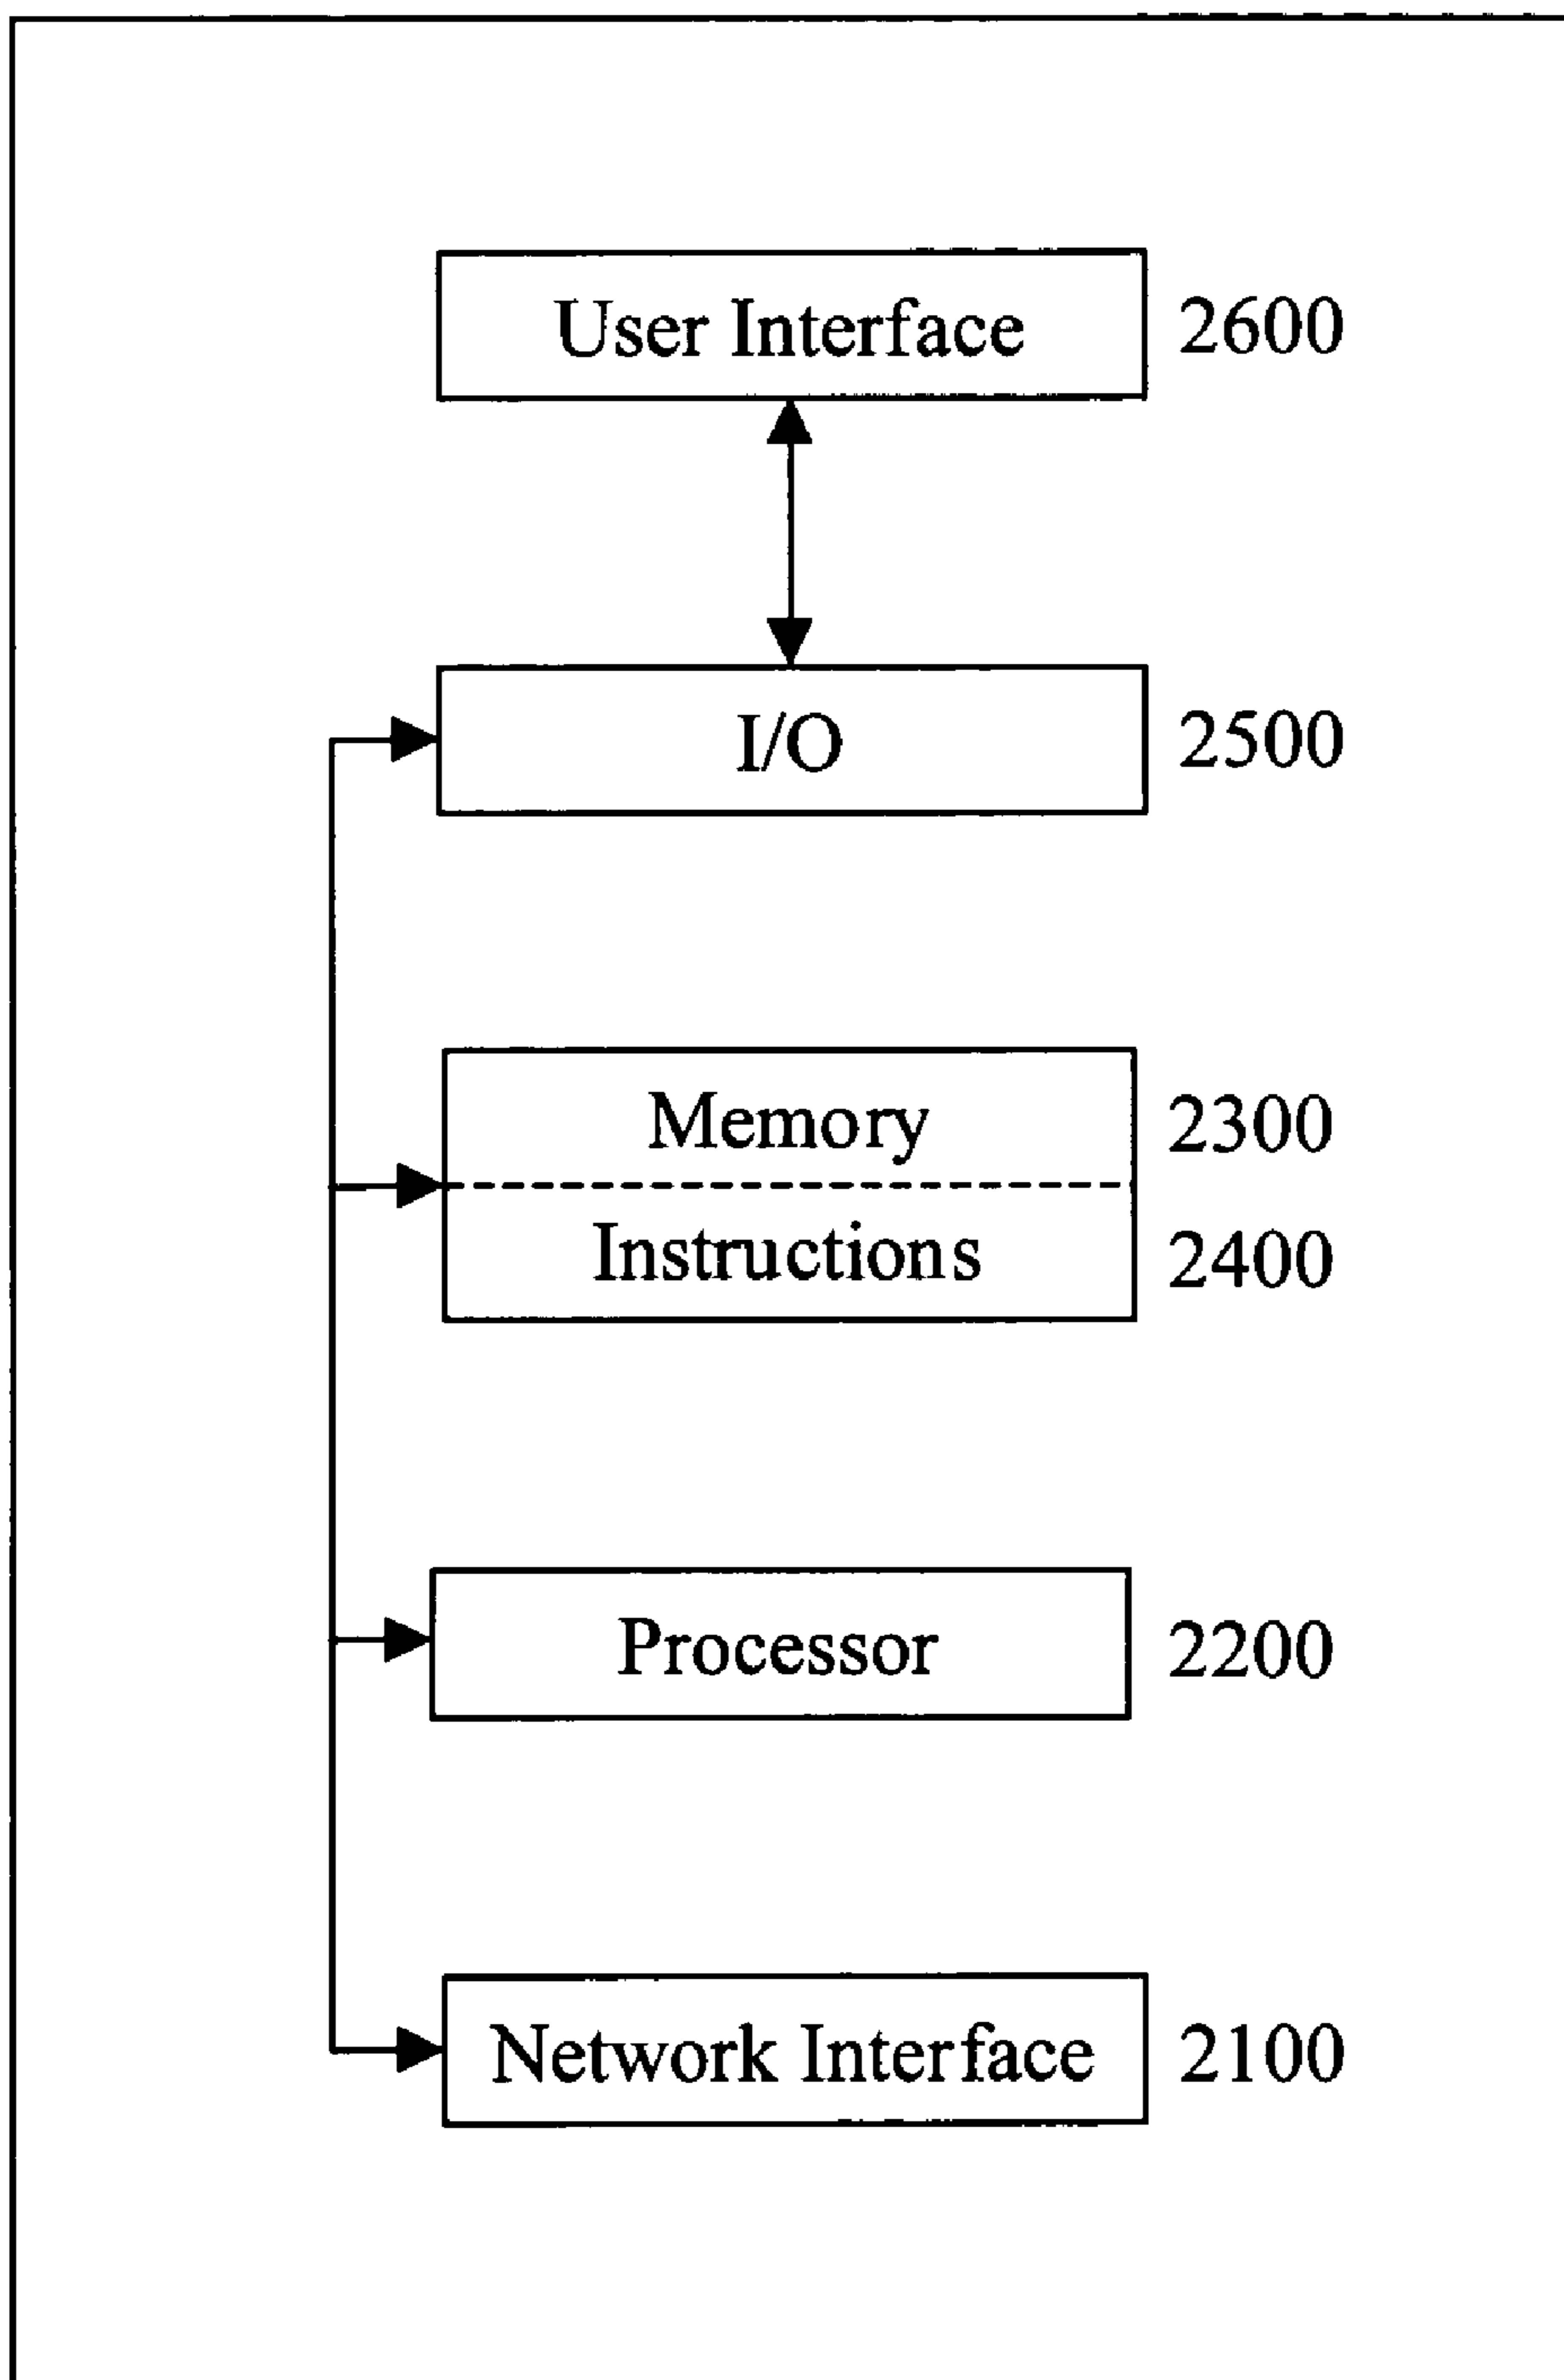 User Interface 2600
I/O 2500
Memory 2300
Instructions 2400
Processor 2200
Network Interface 2100